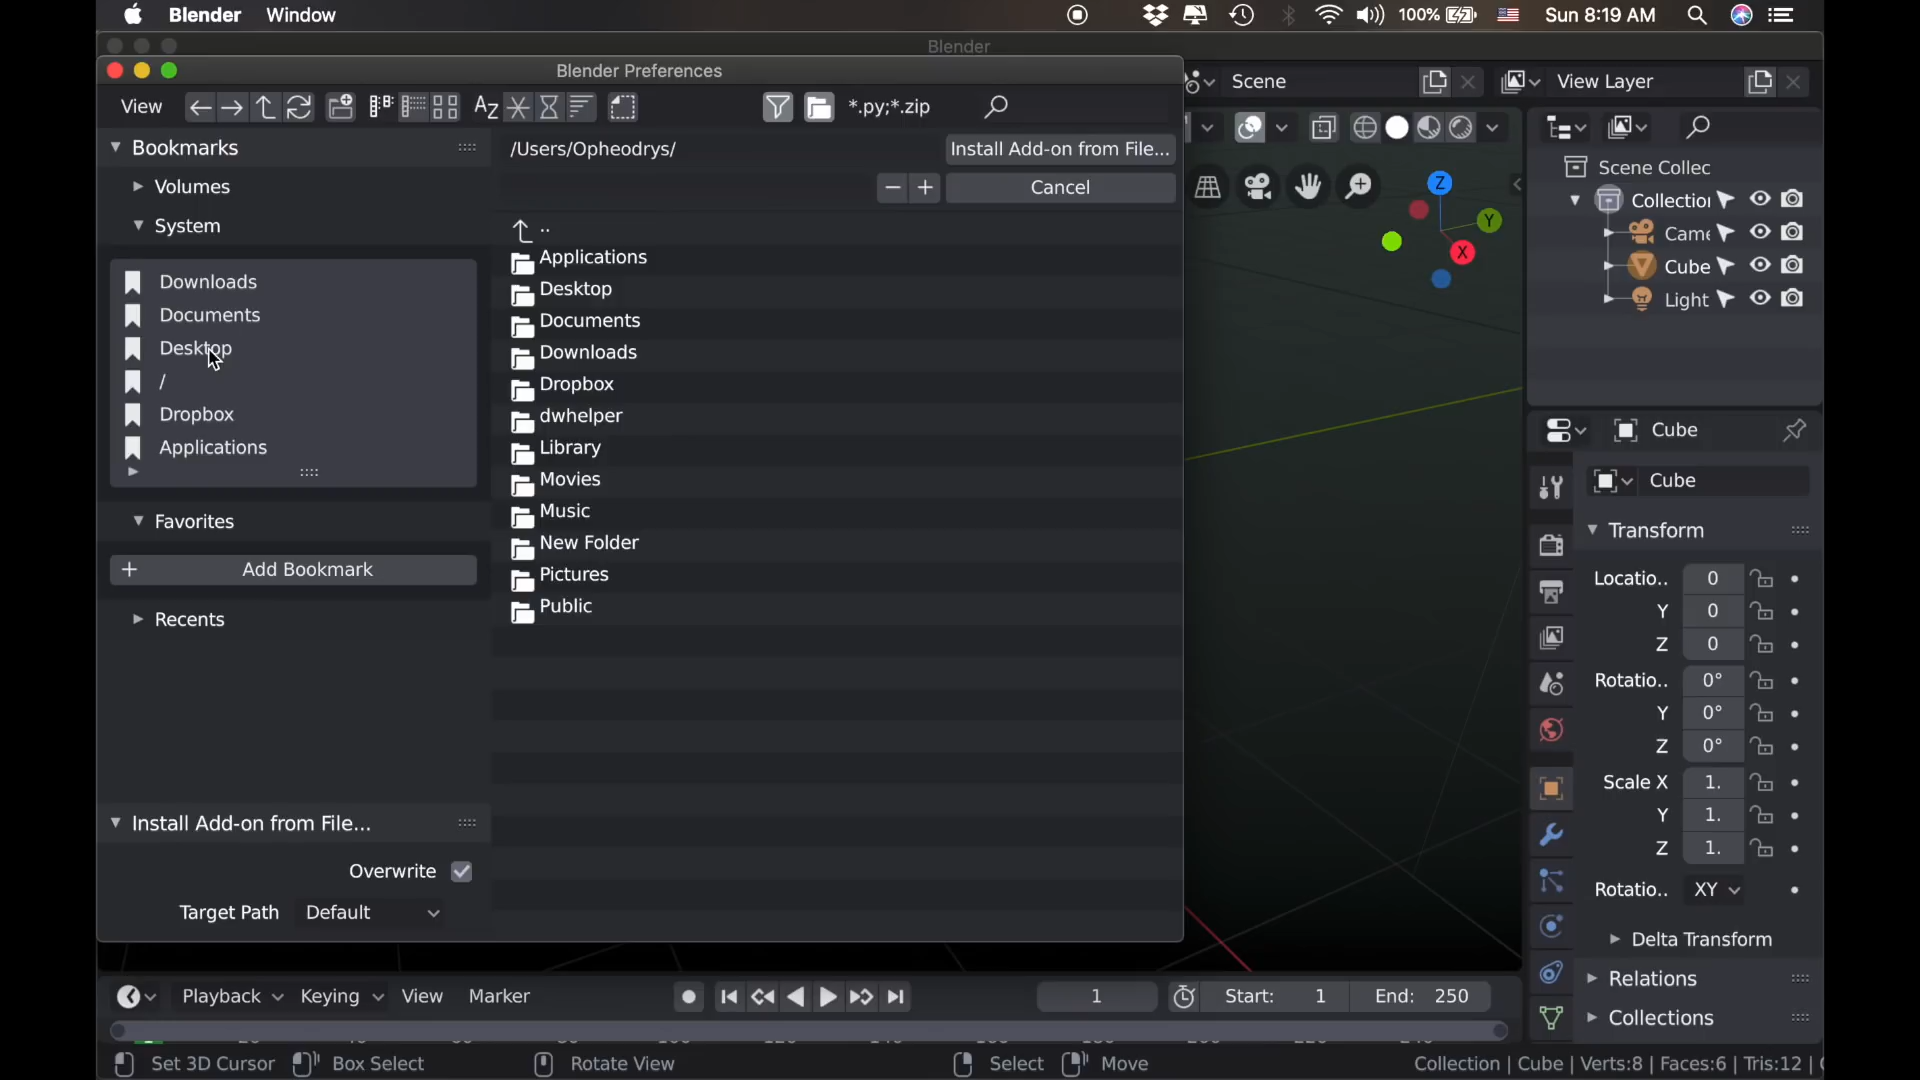 Blender Window 100% Sun 8:19 AM
Blender
Blender Preferences
View Az *.py;*.zip
Bookmarks
Volumes
System
Downloads
Documents
Desktop
/
Dropbox
Applications
Favorites
+ Add Bookmark
Recents
Install Add-on from File...
Overwrite
Target Path Default
/Users/Opheodrys/ Install Add-on from File...
− + Cancel
..
Applications
Desktop
Documents
Downloads
Dropbox
dwhelper
Library
Movies
Music
New Folder
Pictures
Public
Scene View Layer
Z
Y
X
Scene Collec
Collectio
Came
Cube
Light
Cube
Cube
Transform
Locatio.. 0
Y 0
Z 0
Rotatio.. 0°
Y 0°
Z 0°
Scale X 1.
Y 1.
Z 1.
Rotatio.. XY
Delta Transform
Relations
Collections
Playback Keying View Marker 1 Start: 1 End: 250
Set 3D Cursor Box Select Rotate View Select Move Collection | Cube | Verts:8 | Faces:6 | Tris:12 |